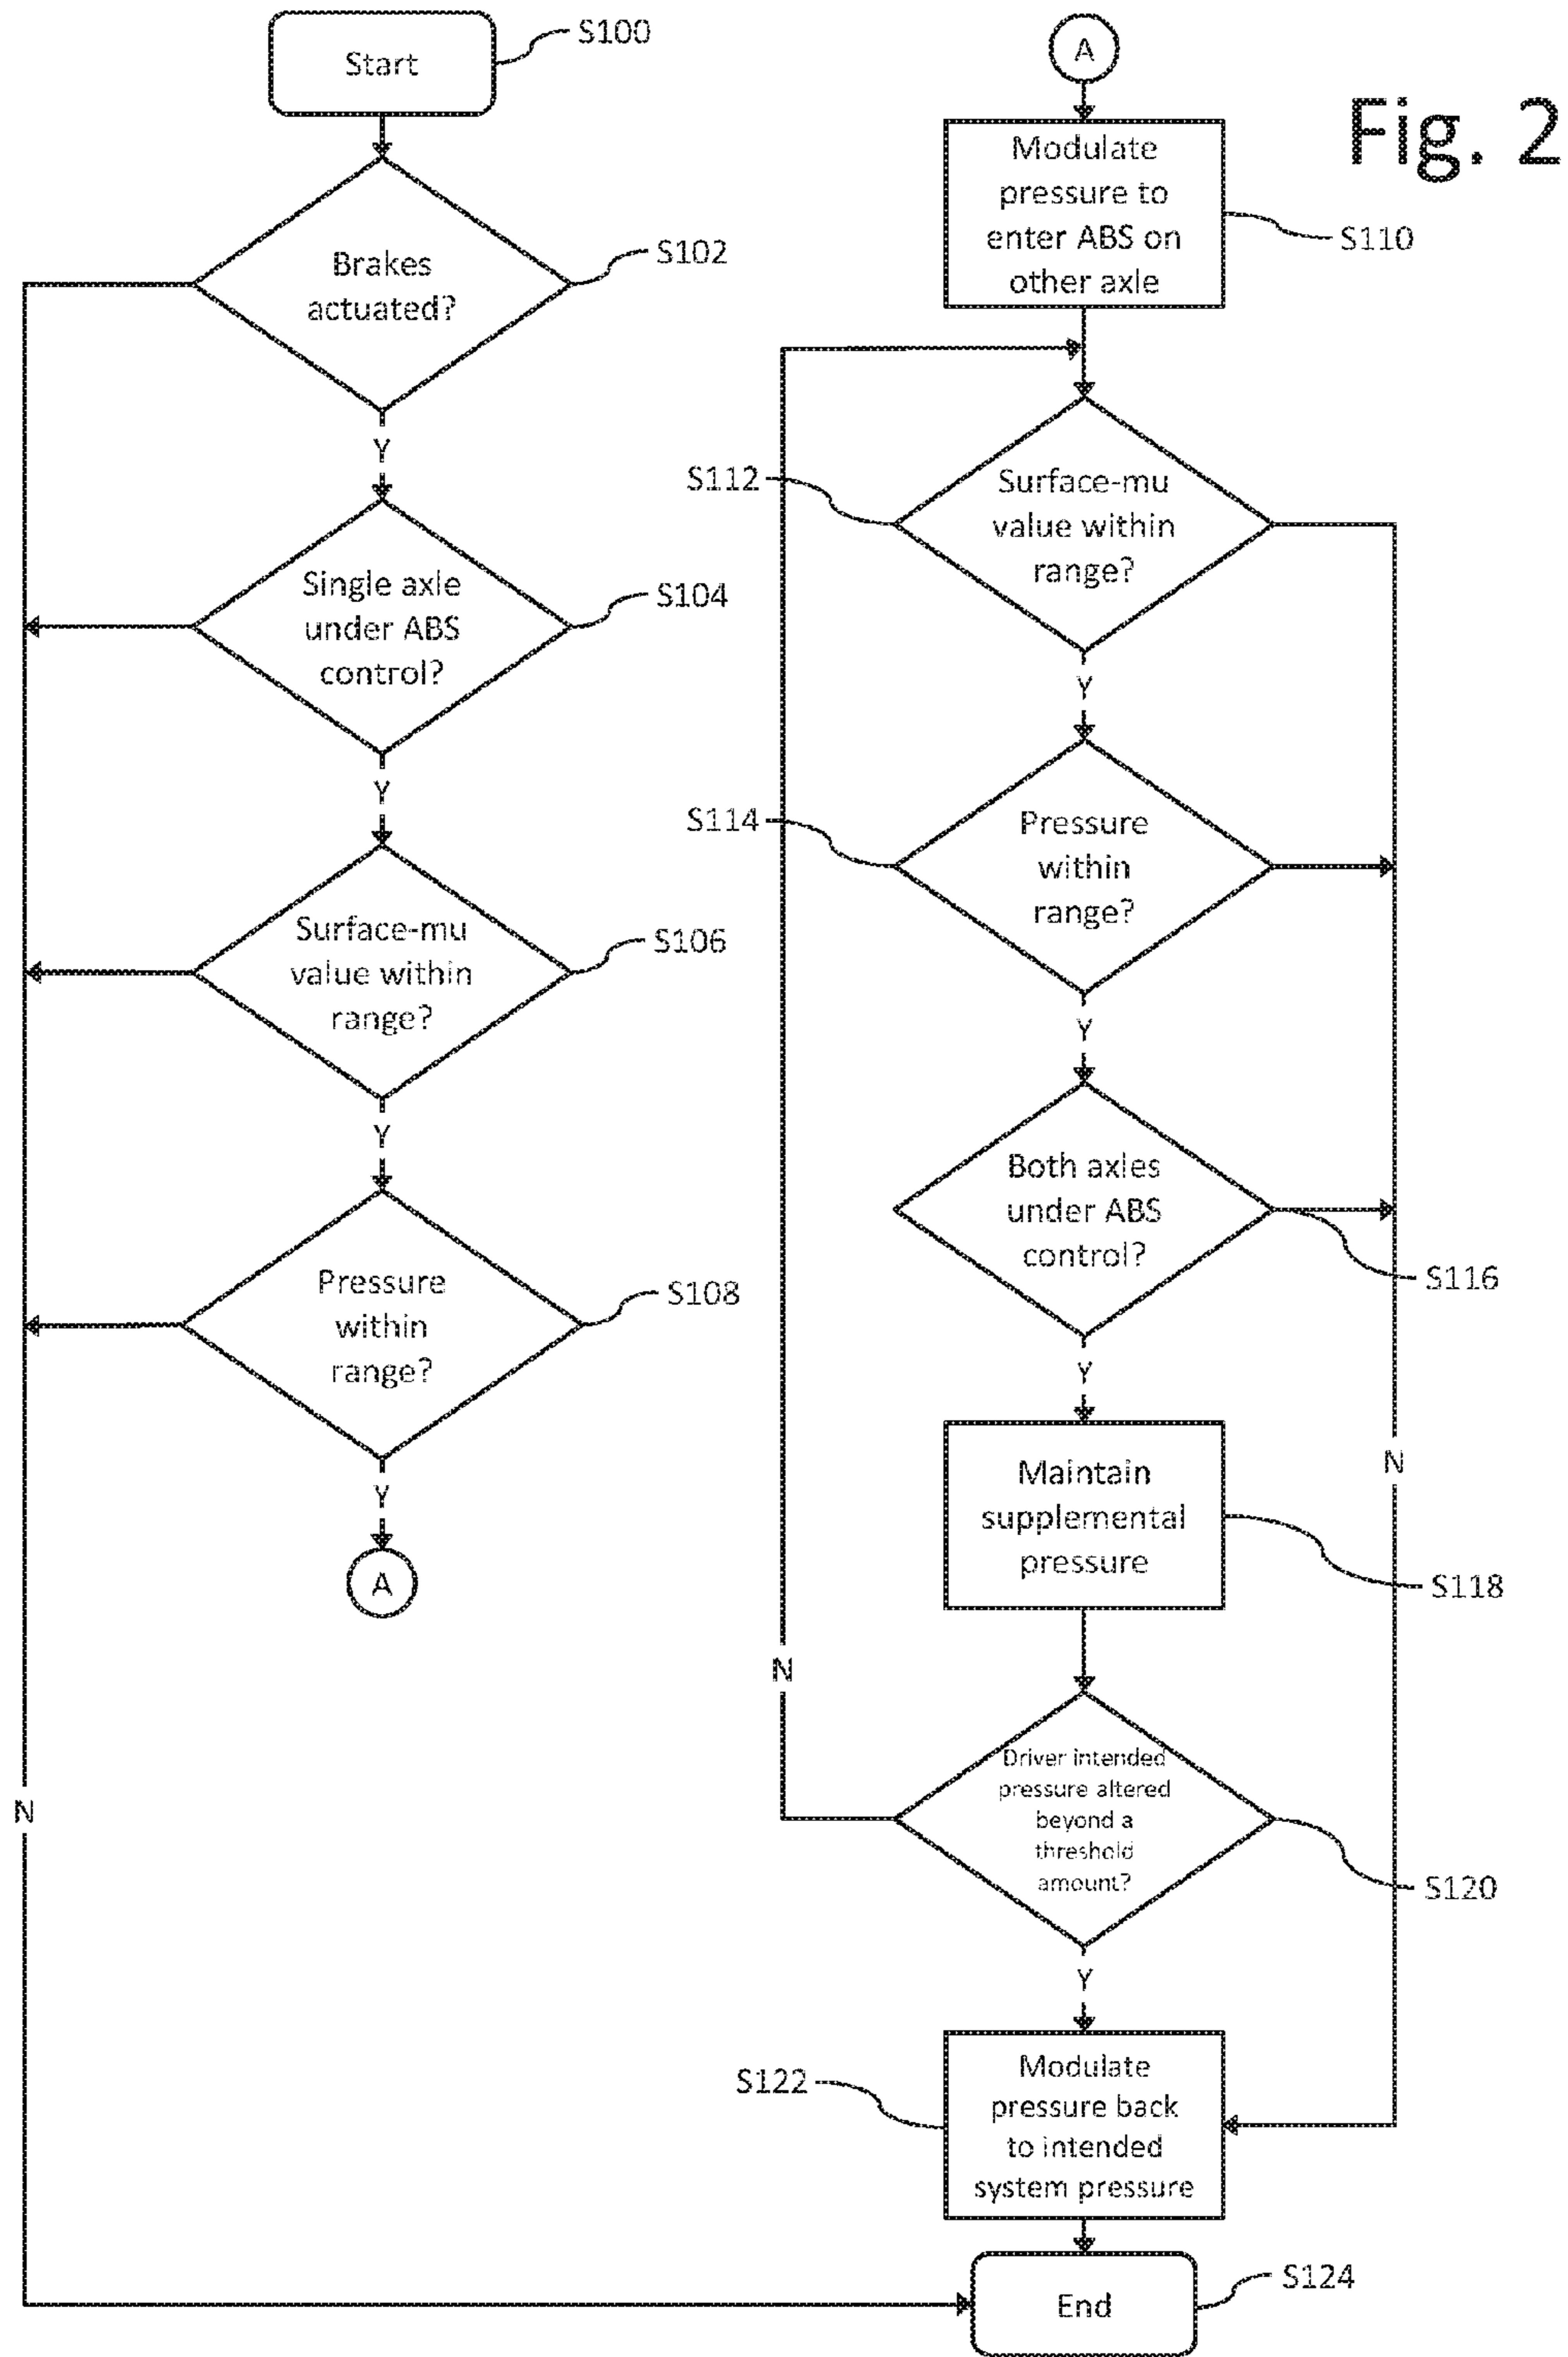 Fig. 2
Start
S100
Brakes
actuated?
S102
Y
Single axle
under ABS
control?
S104
Y
Surface-mu
value within
range?
S106
Y
Pressure
within
range?
S108
Y
A
N
A
Modulate
pressure to
enter ABS on
other axle
S110
Surface-mu
value within
range?
S112
Y
Pressure
within
range?
S114
Y
Both axles
under ABS
control?
S116
Y
N
Maintain
supplemental
pressure
S118
N
Driver intended
pressure altered
beyond a
threshold
amount?
S120
Y
Modulate
pressure back
to intended
system pressure
S122
End
S124